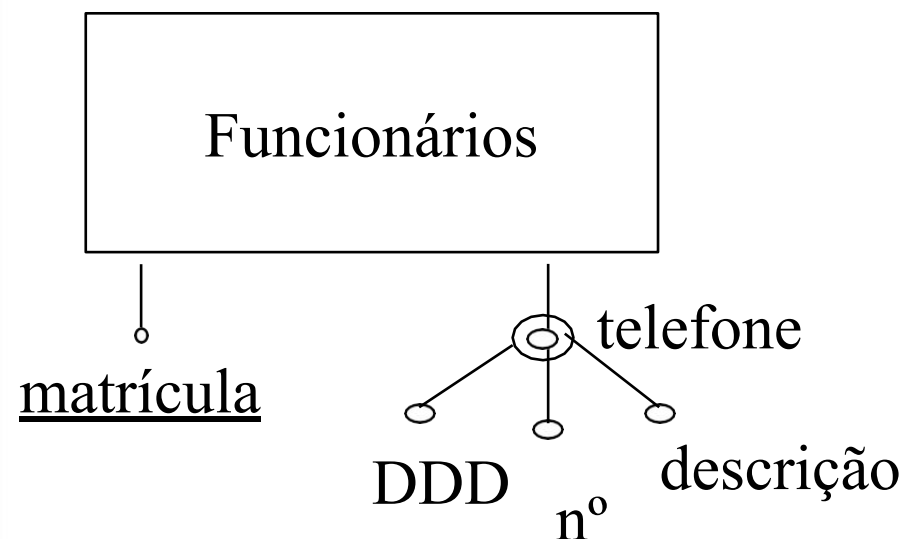 Funcionários
telefone
matrícula
DDD
nº
descrição